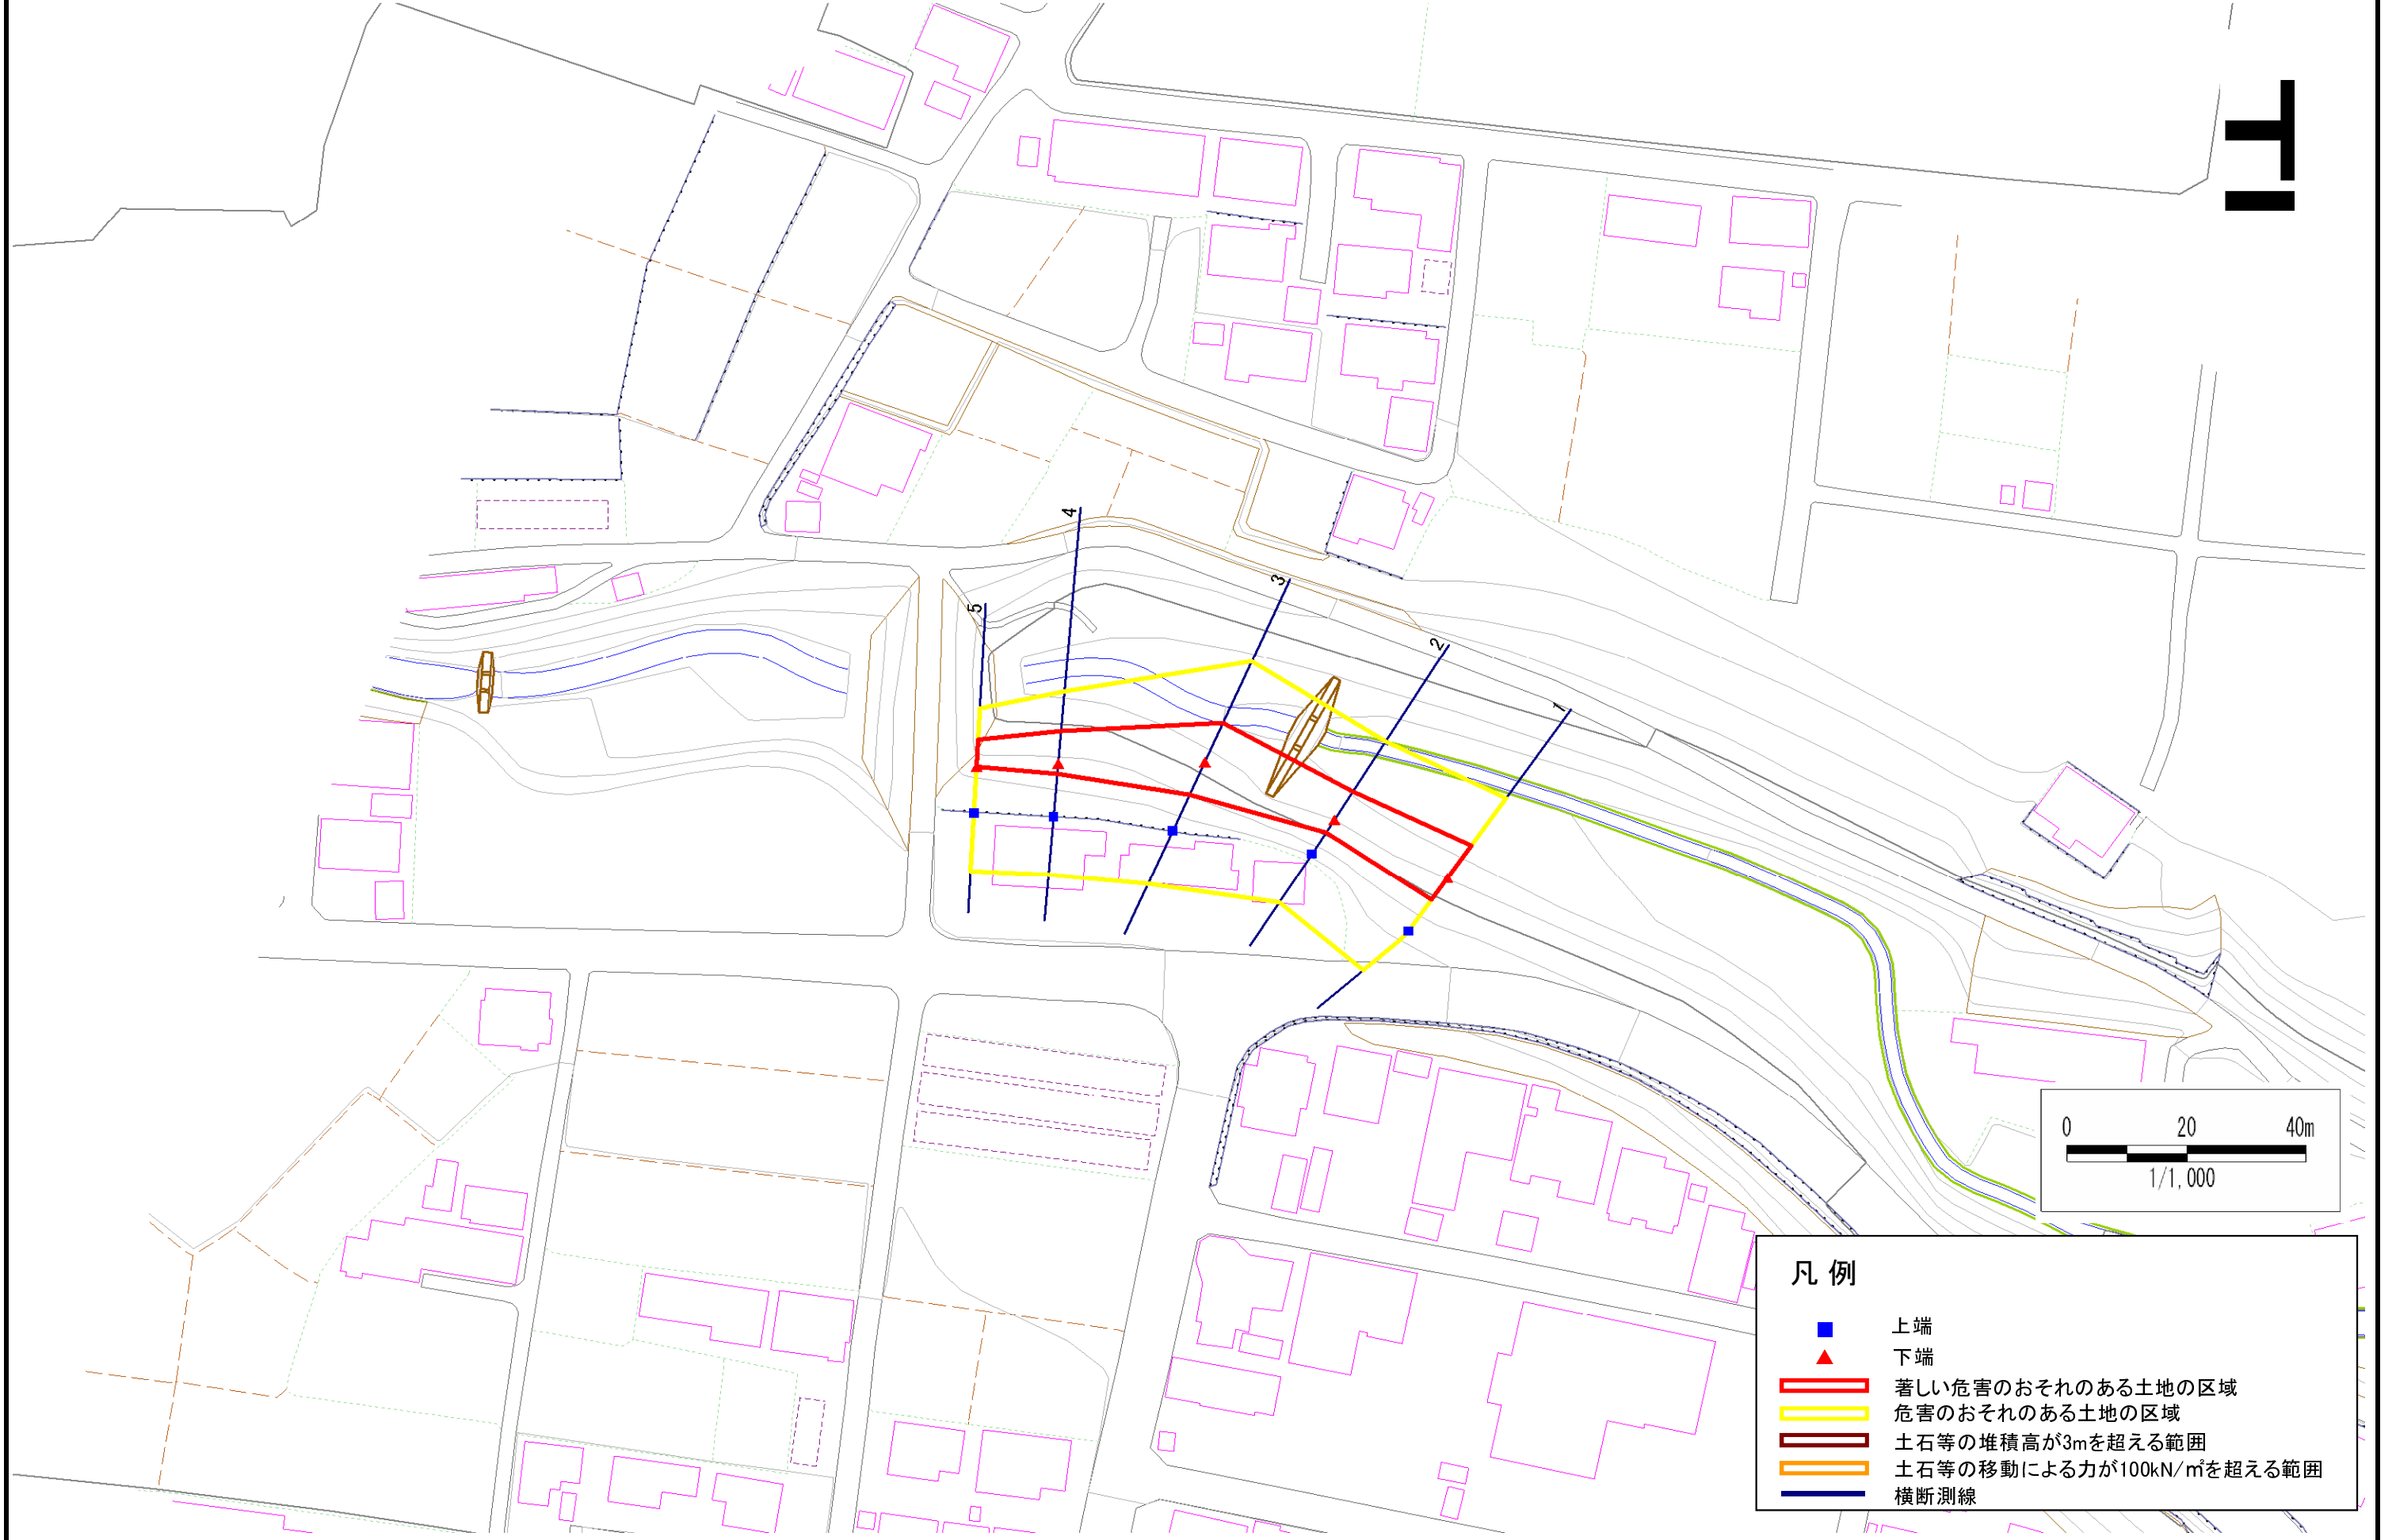 4
3
5
2
1
0 20 40m
1/1,000
凡 例
上端
下端
著しい危害のおそれのある土地の区域
危害のおそれのある土地の区域
土石等の堆積高が3mを超える範囲
土石等の移動による力が100kN/㎡を超える範囲
横断測線